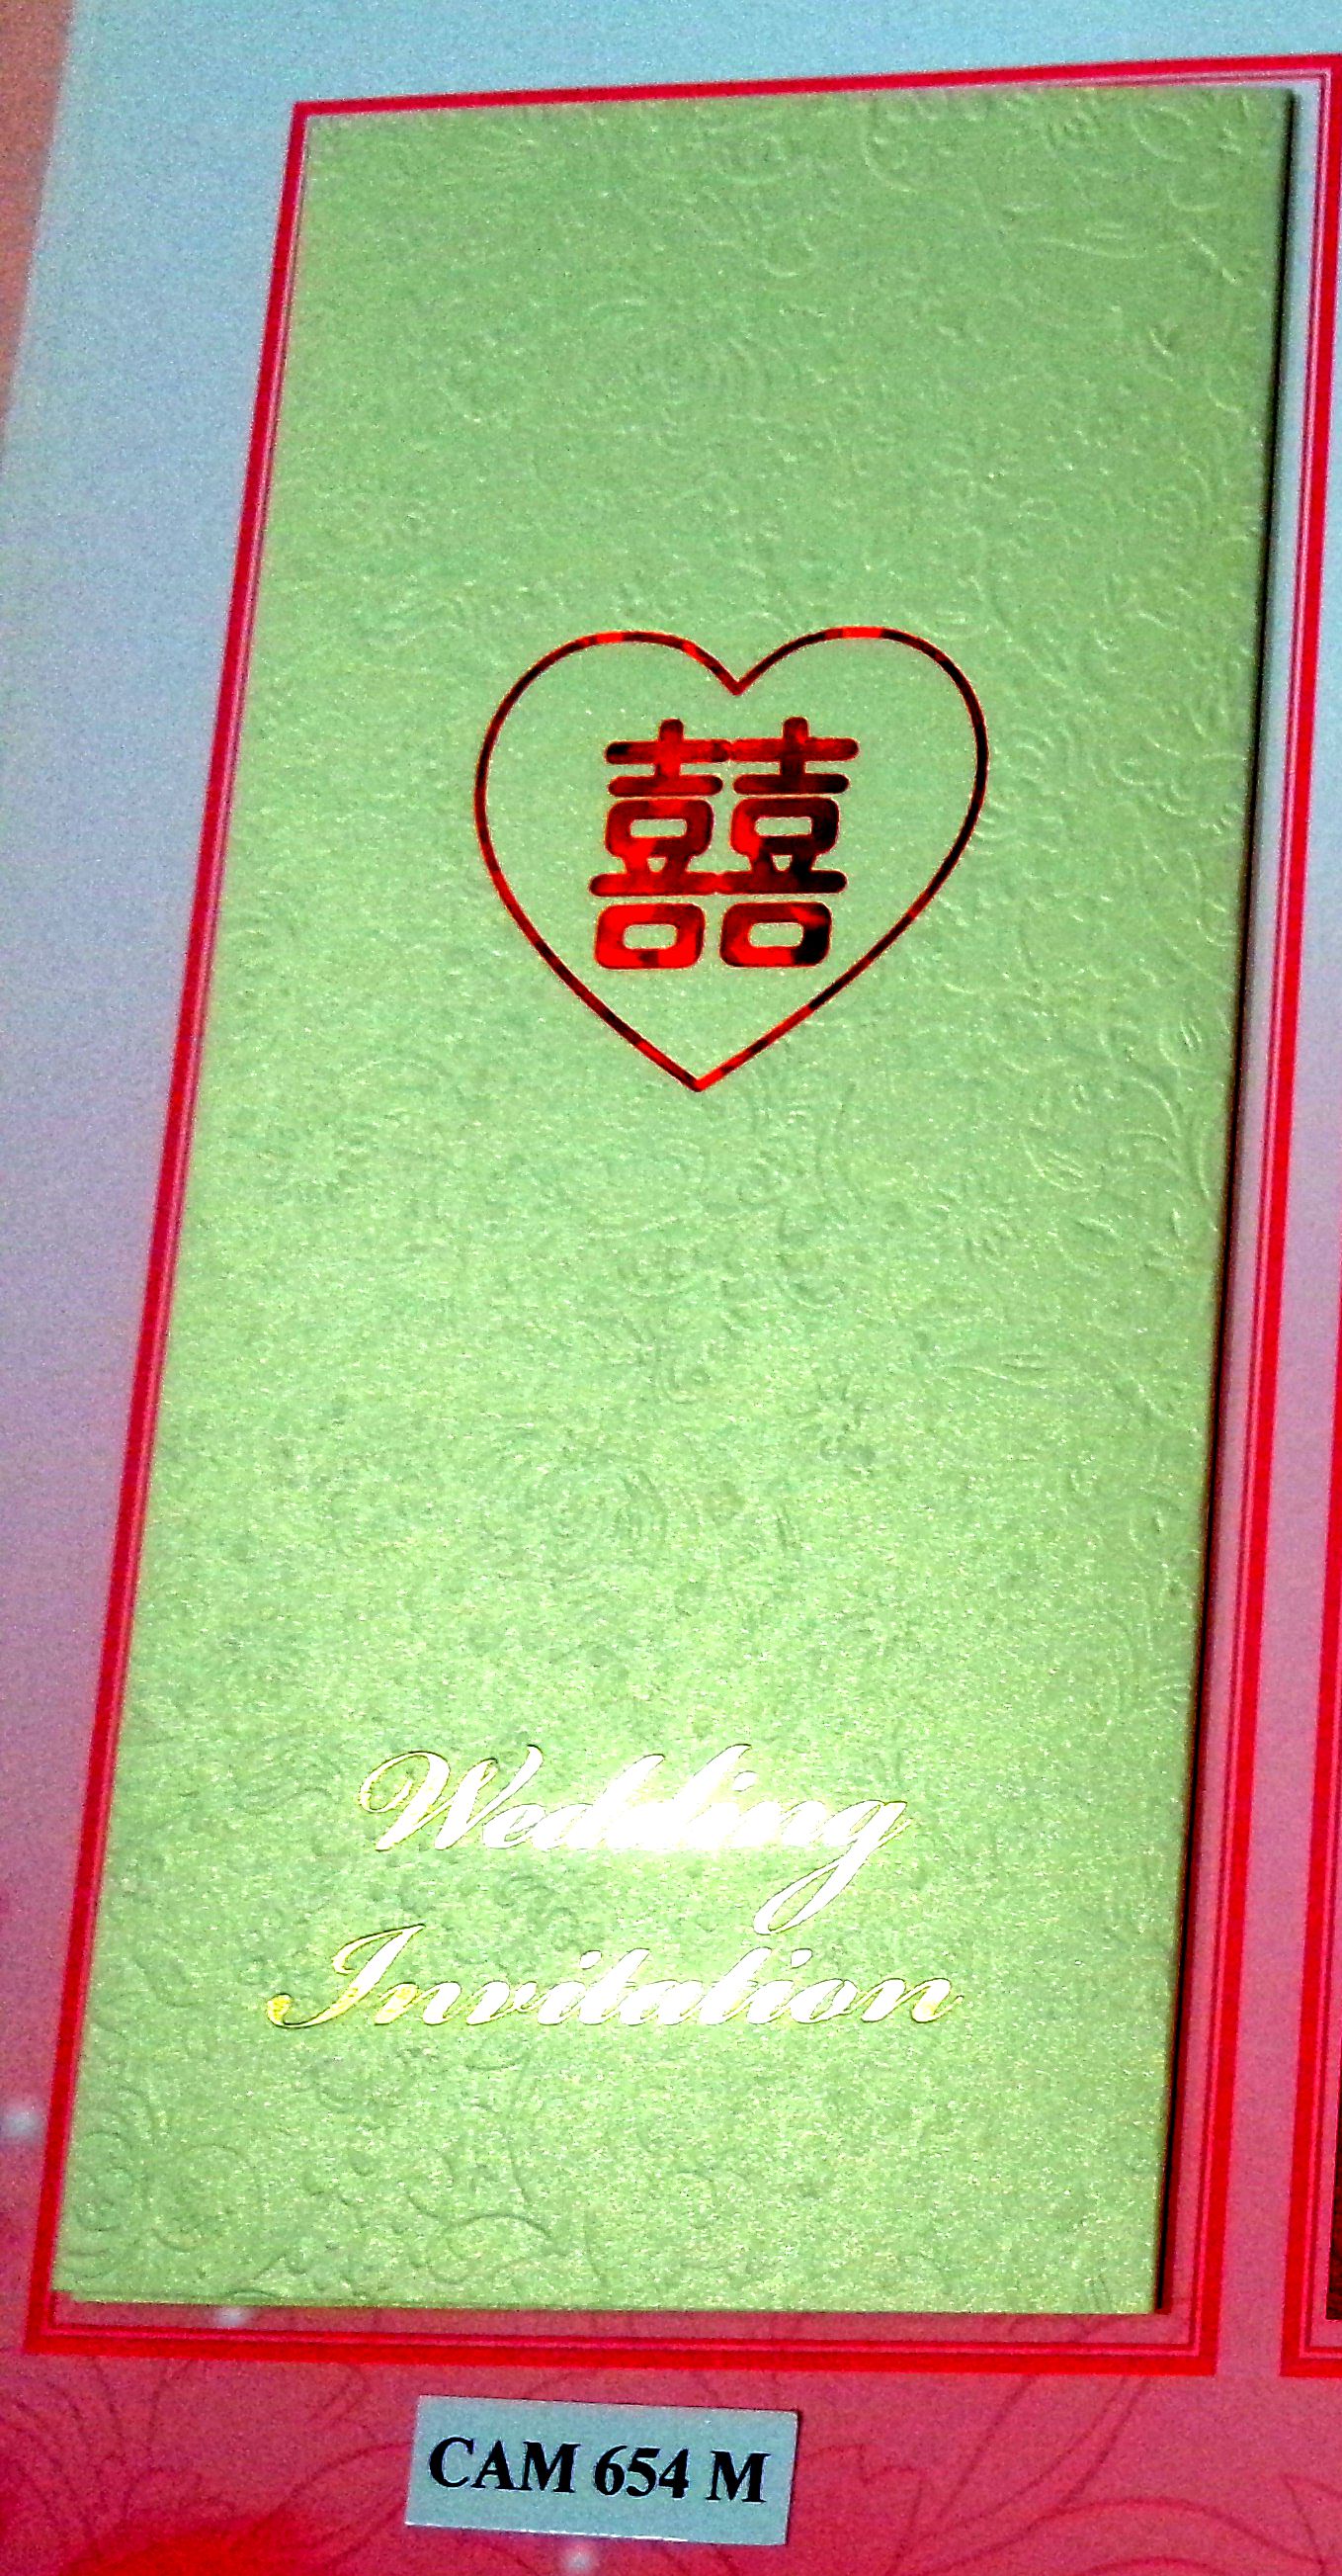 囍
Wedding
Invitation
CAM 654 M